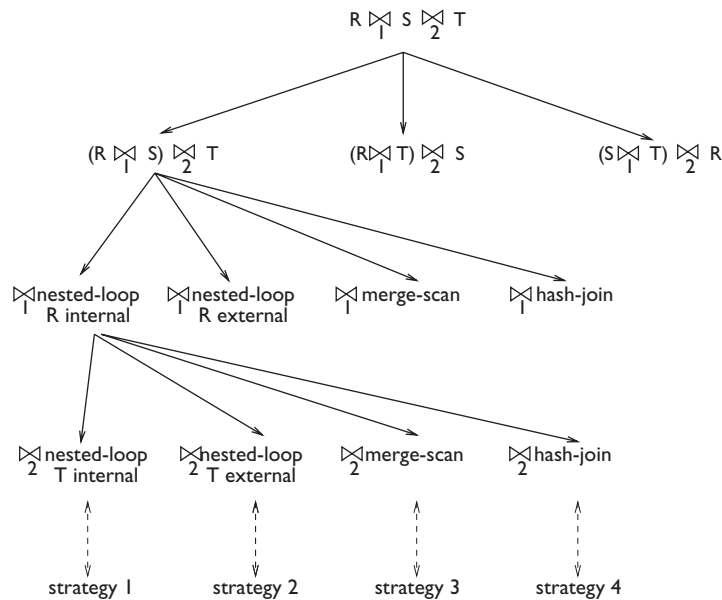 R ⋈1 S ⋈2 T
(R ⋈1 S) ⋈2 T
(R⋈1 T) ⋈2 S
(S⋈1 T) ⋈2 R
⋈1 nested-loop
R internal
⋈1 nested-loop
R external
⋈1 merge-scan
⋈1 hash-join
⋈2 nested-loop
T internal
⋈2 nested-loop
T external
⋈2 merge-scan
⋈2 hash-join
strategy 1
strategy 2
strategy 3
strategy 4